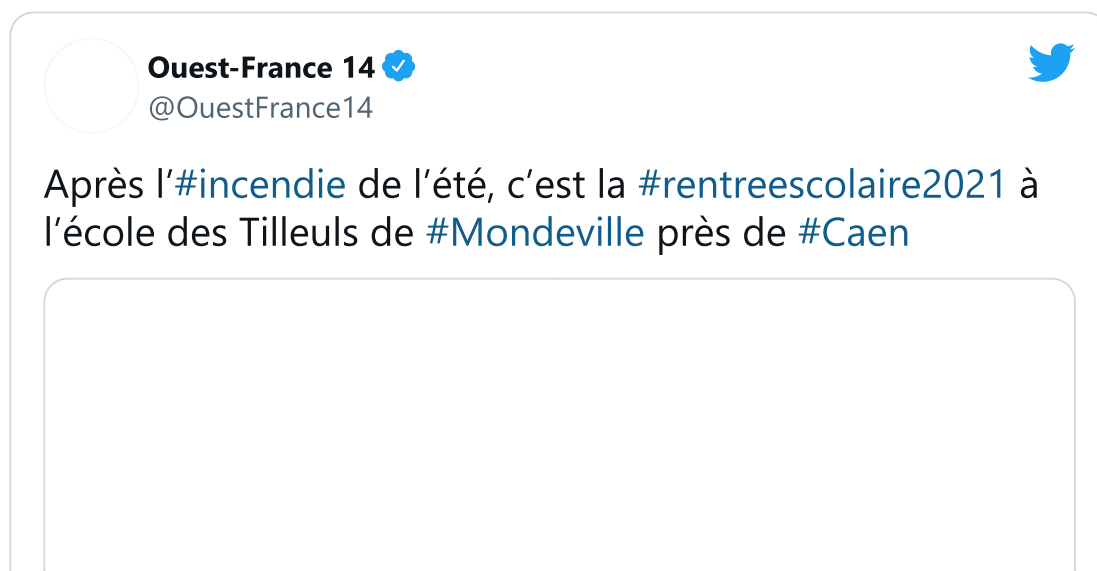 Ouest-France 14
@OuestFrance14
Après l’#incendie de l’été, c’est la #rentreescolaire2021 à
l’école des Tilleuls de #Mondeville près de #Caen